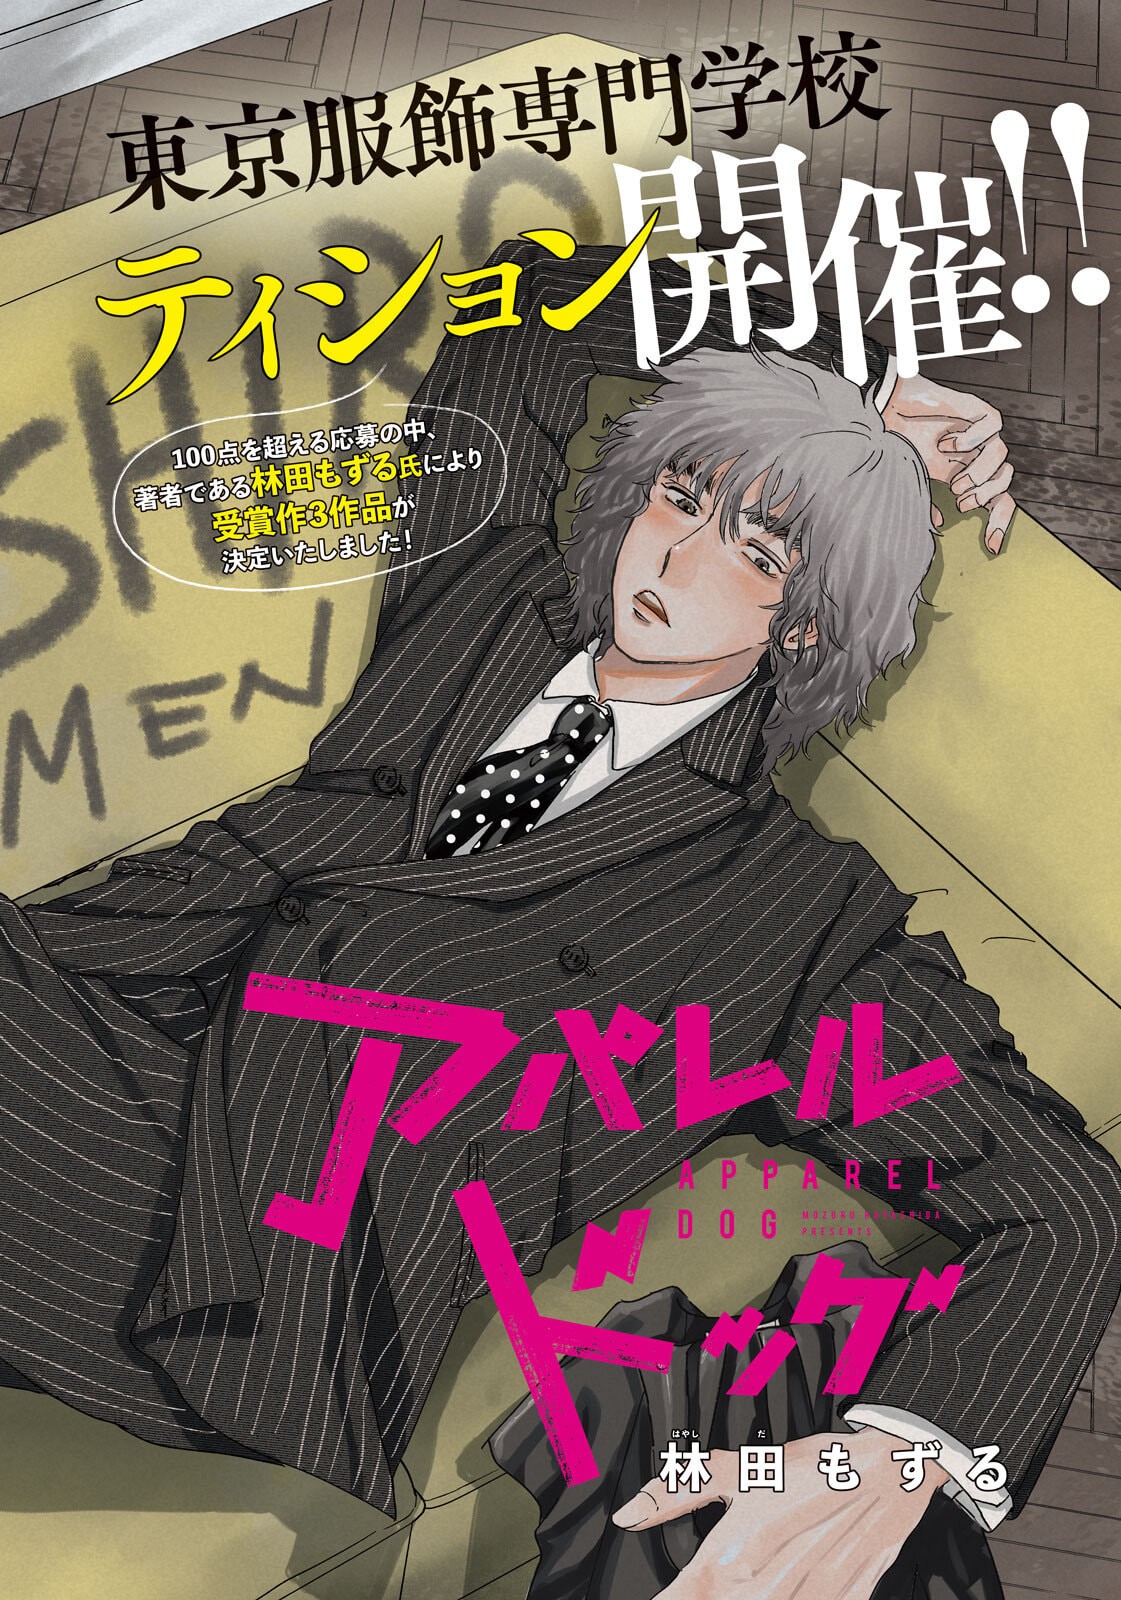 東京服飾専門学校
ティション開催!!
100点を超える応募の中、
著者である林田もずる氏により
受賞作3作品が
決定いたしました!
SHIRO
MEN
アパレル
APPAREL
DOG
MOZURU HAYASHIDA
PRESENTS
ドッグ
はやし だ
林田もずる